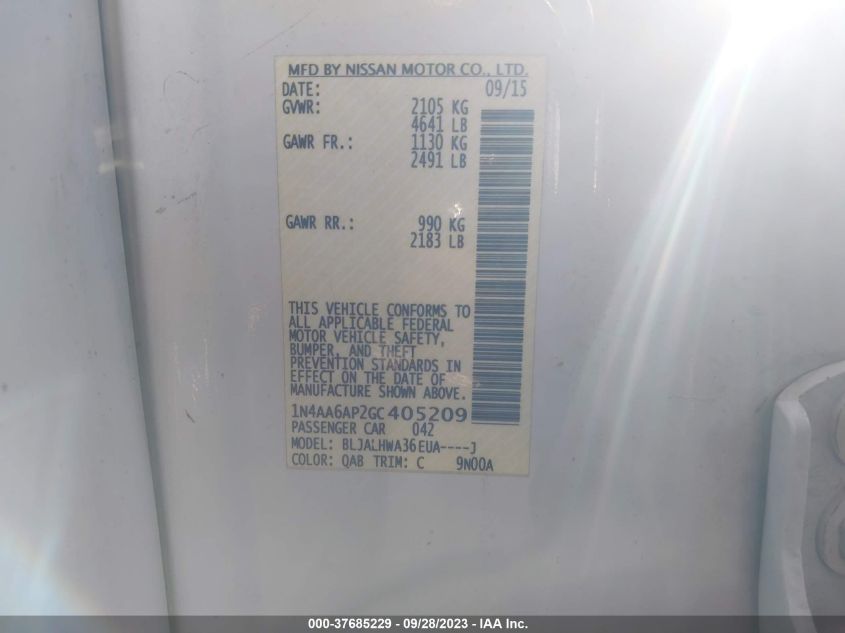 MFD BY NISSAN MOTOR CO., LTD.
DATE: 09/15
GVWR: 2105 KG
4641 LB
GAWR FR.: 1130 KG
2491 LB
GAWR RR.: 990 KG
2183 LB
THIS VEHICLE CONFORMS TO
ALL APPLICABLE FEDERAL
MOTOR VEHICLE SAFETY,
BUMPER, AND THEFT
PREVENTION STANDARDS IN
EFFECT ON THE DATE OF
MANUFACTURE SHOWN ABOVE.
1N4AA6AP2GC405209
PASSENGER CAR 042
MODEL: BLJALHWA36EUA----J
COLOR: QAB TRIM: C 9N00A
000-37685229 - 09/28/2023 - IAA Inc.